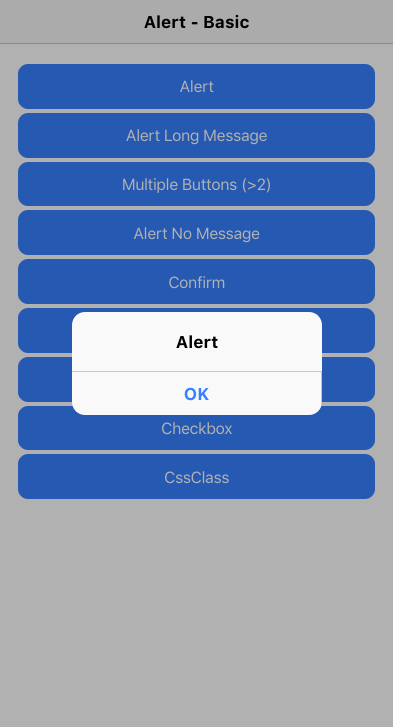 Alert - Basic
Alert
Alert Long Message
Multiple Buttons (>2)
Alert No Message
Confirm
Alert
OK
Checkbox
CssClass